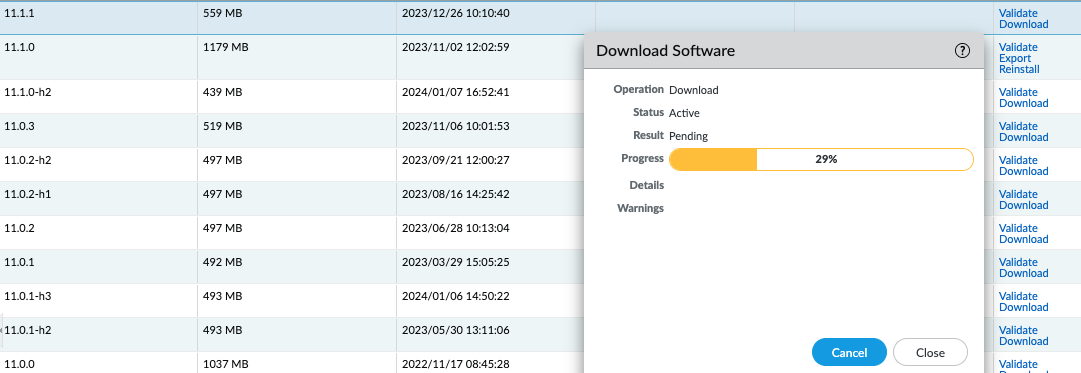 11.1.1 559 MB 2023/12/26 10:10:40 Validate
Download
11.1.0 1179 MB 2023/11/02 12:02:59 Validate
Export
Reinstall
11.1.0-h2 439 MB 2024/01/07 16:52:41 Validate
Download
11.0.3 519 MB 2023/11/06 10:01:53 Validate
Download
11.0.2-h2 497 MB 2023/09/21 12:00:27 Validate
Download
11.0.2-h1 497 MB 2023/08/16 14:25:42 Validate
Download
11.0.2 497 MB 2023/06/28 10:13:04 Validate
Download
11.0.1 492 MB 2023/03/29 15:05:25 Validate
Download
11.0.1-h3 493 MB 2024/01/06 14:50:22 Validate
Download
11.0.1-h2 493 MB 2023/05/30 13:11:06 Validate
Download
11.0.0 1037 MB 2022/11/17 08:45:28 Validate
Download Software ?
Operation Download
Status Active
Result Pending
Progress 29%
Details
Warnings
Cancel Close